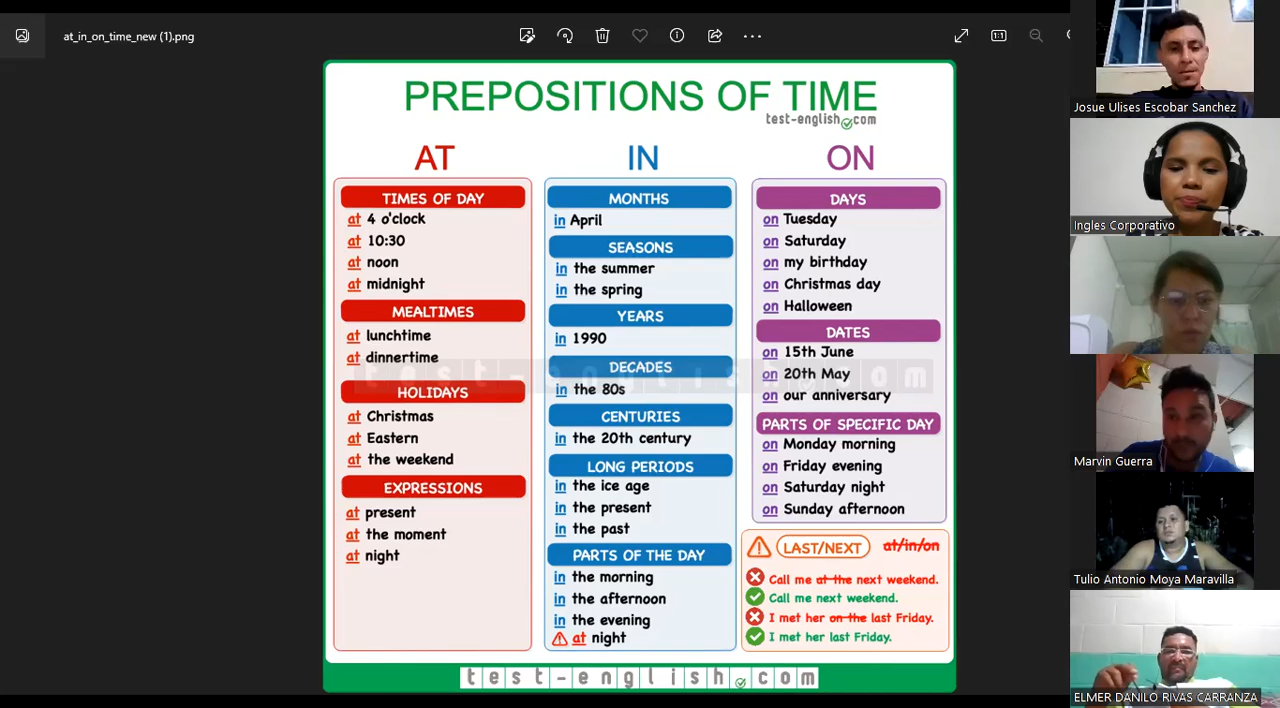 at_in_on_time_new (1).png
PREPOSITIONS OF TIME
test-english com
AT
TIMES OF DAY
at 4 o'clock
at 10:30
at noon
at midnight
MEALTIMES
at lunchtime
at dinnertime
HOLIDAYS
at Christmas
at Eastern
at the weekend
EXPRESSIONS
at present
at the moment
at night
IN
MONTHS
in April
SEASONS
in the summer
in the spring
YEARS
in 1990
DECADES
in the 80s
CENTURIES
in the 20th century
LONG PERIODS
in the ice age
in the present
in the past
PARTS OF THE DAY
in the morning
in the afternoon
in the evening
at night
ON
DAYS
on Tuesday
on Saturday
on my birthday
on Christmas day
on Halloween
DATES
on 15th June
on 20th May
on our anniversary
PARTS OF SPECIFIC DAY
on Monday morning
on Friday evening
on Saturday night
on Sunday afternoon
LAST/NEXT at/in/on
Call me at the next weekend.
Call me next weekend.
I met her on the last Friday.
I met her last Friday.
test-english.com
test-english com
Josue Ulises Escobar Sanchez
Ingles Corporativo
Marvin Guerra
Tulio Antonio Moya Maravilla
ELMER DANILO RIVAS CARRANZA